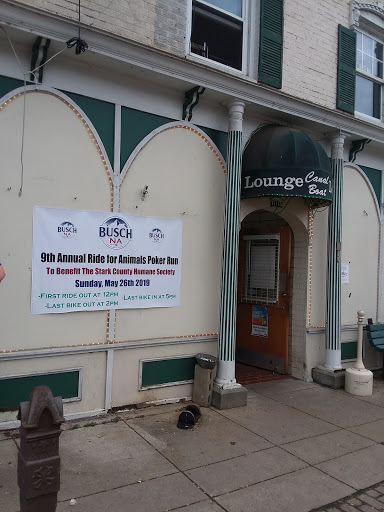 BUSCH
NA
BUSCH
NA
BUSCH
NA
9th Annual Ride for Animals Poker Run
To Benefit The Stark County Humane Society
Sunday, May 26th 2019
-First ride out at 12pm
-Last bike out at 2pm
-Last bike in at 5pm
Lounge
Canal
Boat